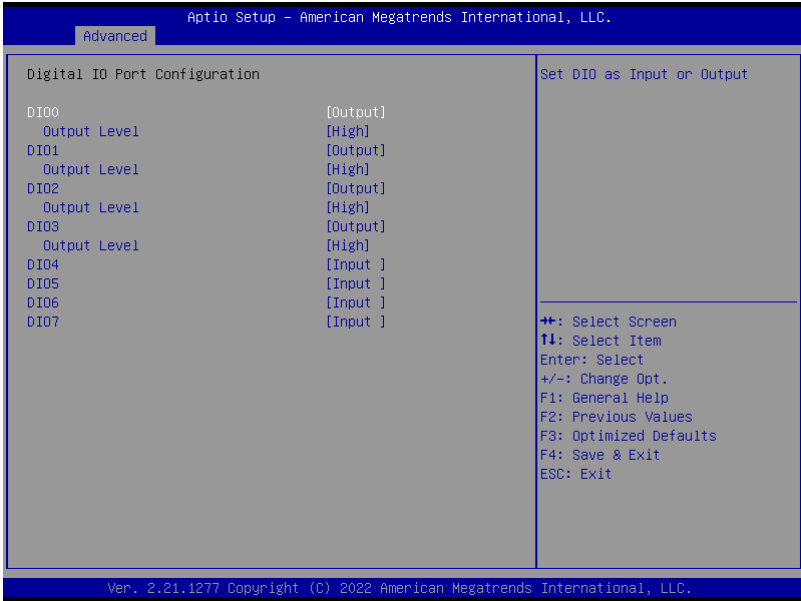 Aptio Setup – American Megatrends International, LLC.
Advanced
Digital IO Port Configuration
DIO0 [Output]
Output Level [High]
DIO1 [Output]
Output Level [High]
DIO2 [Output]
Output Level [High]
DIO3 [Output]
Output Level [High]
DIO4 [Input ]
DIO5 [Input ]
DIO6 [Input ]
DIO7 [Input ]
Set DIO as Input or Output
→←: Select Screen
↑↓: Select Item
Enter: Select
+/-: Change Opt.
F1: General Help
F2: Previous Values
F3: Optimized Defaults
F4: Save & Exit
ESC: Exit
Ver. 2.21.1277 Copyright (C) 2022 American Megatrends International, LLC.